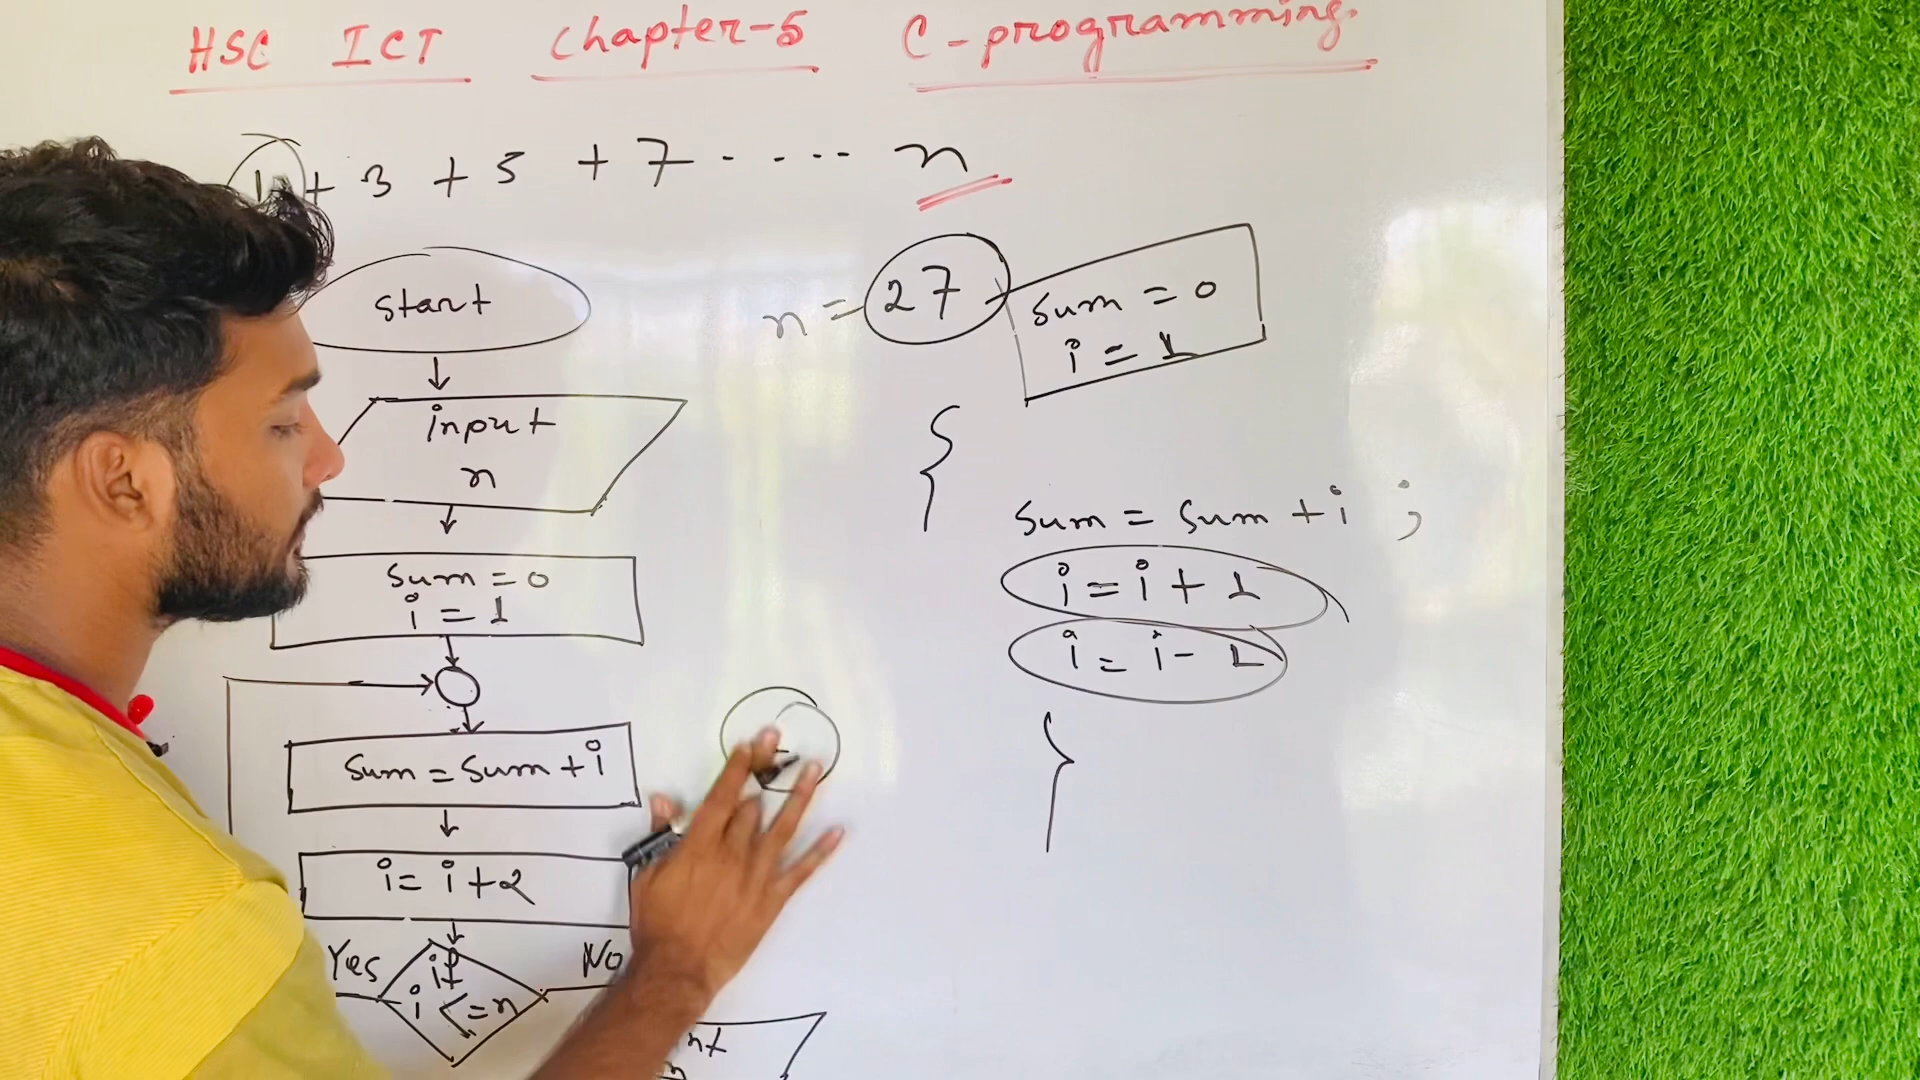 HSC ICT Chapter-5 C-programming.
1 + 3 + 5 + 7 - . . . . n
start
input
n
sum = 0
i = 1
sum = sum + i
i = i + 2
Yes
if
i <= n
No
n = 27
sum = 0
i = 1
{
sum = sum + i ;
i = i + 1
i = i - 1
}